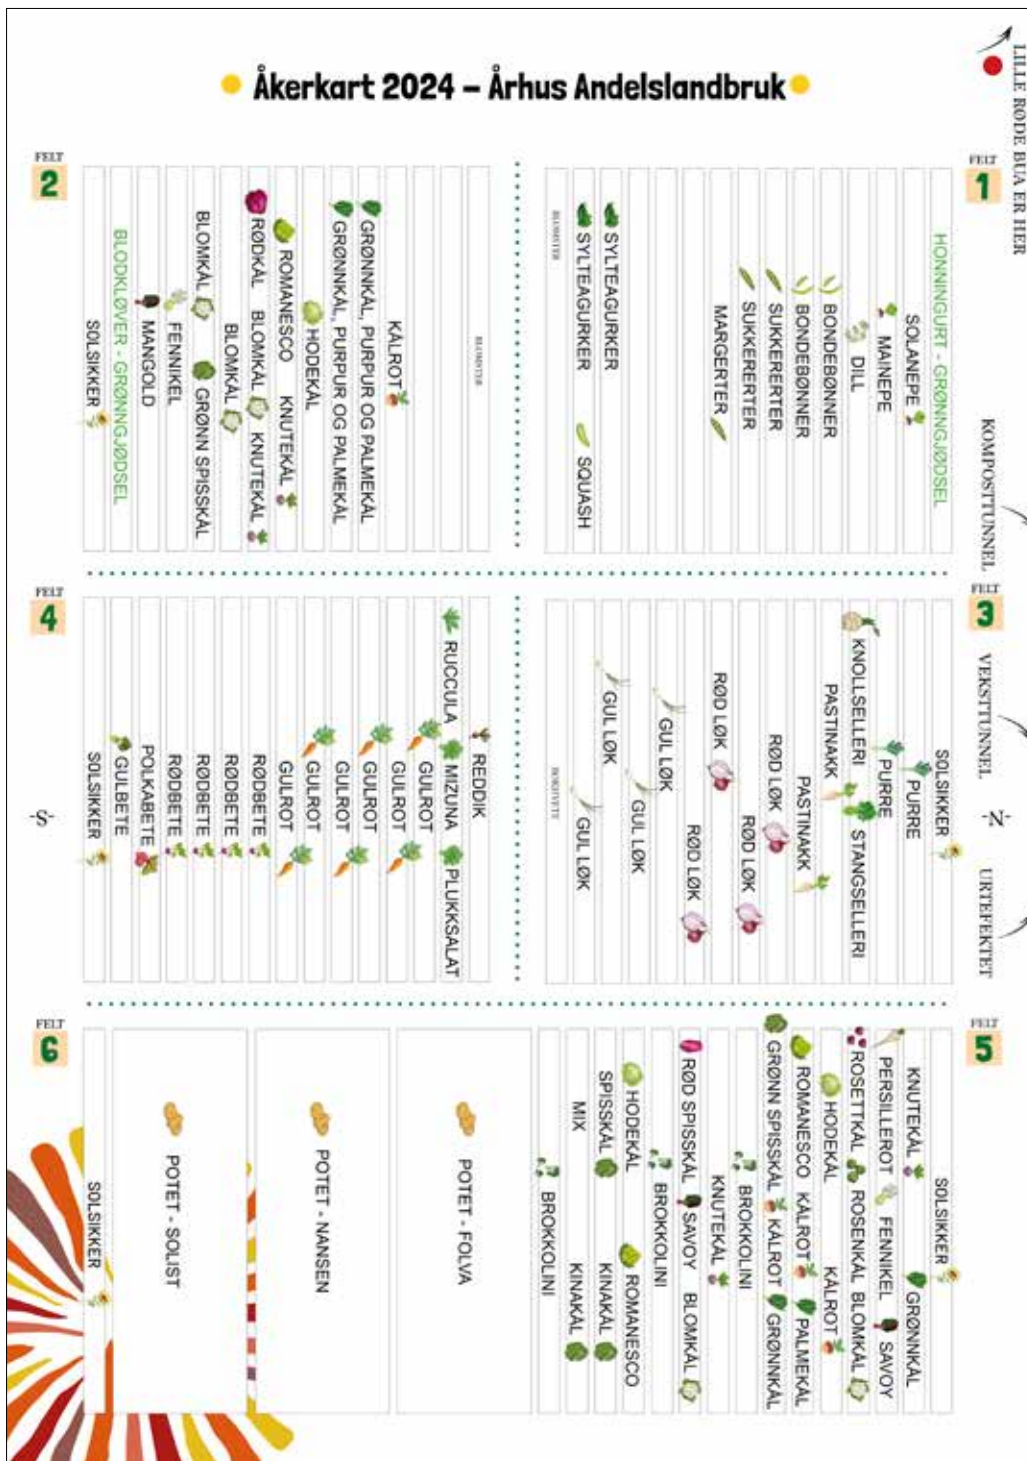 Åkerkart 2024 – Århus Andelslandbruk
LILLE RØDE BUA ER HER
KOMPOSTTUNNEL
VEKSTTUNNEL
-N-
URTEFEKTET
FELT
1
HONNINGURT - GRØNNGJØDSEL
SOLANEPE
MAINEPE
DILL
BONDEBØNNER
BONDEBØNNER
SUKKERERTER
SUKKERERTER
MARGERTER
SYLTEAGURKER
SYLTEAGURKER SQUASH
BLOMSTER
FELT
2
BLOMSTER
KÅLROT
GRØNNKÅL, PURPUR OG PALMEKÅL
GRØNNKÅL, PURPUR OG PALMEKÅL
HODEKÅL
ROMANESCO KNUTEKÅL
RØDKÅL BLOMKÅL KNUTEKÅL
BLOMKÅL
BLOMKÅL GRØNN SPISSKÅL
FENNIKEL
MANGOLD
BLODKLØVER - GRØNNGJØDSEL
SOLSIKKER
FELT
3
SOLSIKKER
PURRE
PURRE
KNOLLSELLERI STANGSELLERI
PASTINAKK
PASTINAKK
RØD LØK
RØD LØK
RØD LØK
RØD LØK
GUL LØK
GUL LØK
GUL LØK
GUL LØK
BOKHVETE
FELT
4
REDDIK
RUCCULA MIZUNA PLUKKSALAT
GULROT
GULROT
GULROT
GULROT
GULROT
GULROT
RØDBETE
RØDBETE
RØDBETE
RØDBETE
POLKABETE
GULBETE
SOLSIKKER
-S-
FELT
5
SOLSIKKER
KNUTEKÅL GRØNNKÅL
PERSILLEROT FENNIKEL SAVOY
ROSETTKÅL ROSENKÅL BLOMKÅL
HODEKÅL KÅLROT
ROMANESCO KÅLROT PALMEKÅL
GRØNN SPISSKÅL KÅLROT GRØNNKÅL
BROKKOLINI
KNUTEKÅL
RØD SPISSKÅL SAVOY BLOMKÅL
BROKKOLINI
HODEKÅL ROMANESCO
SPISSKÅL KINAKÅL
MIX KINAKÅL
BROKKOLINI
FELT
6
POTET - FOLVA
POTET - NANSEN
POTET - SOLIST
SOLSIKKER